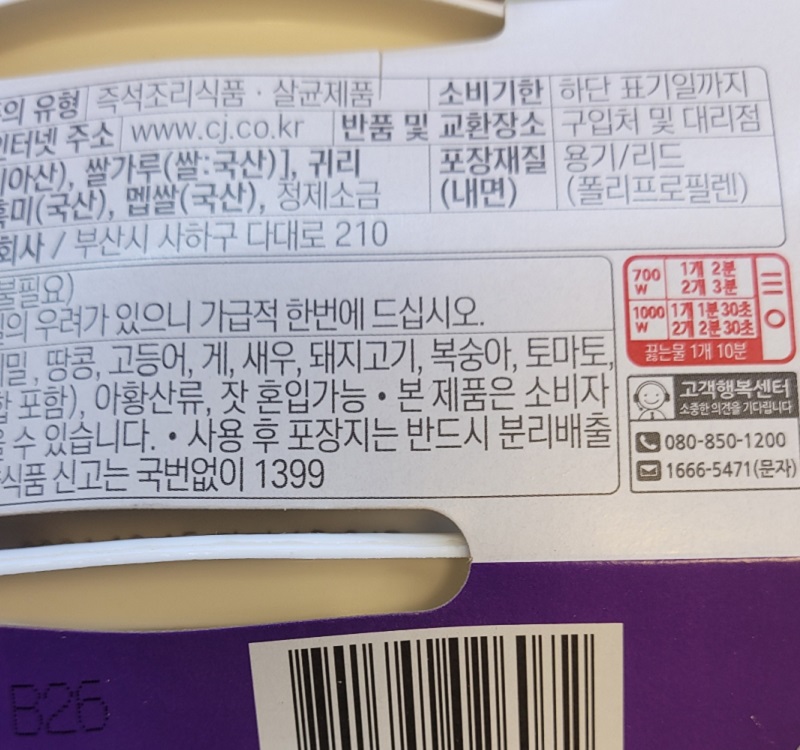 의 유형 즉석조리식품 · 살균제품 소비기한 하단 표기일까지
인터넷 주소 www.cj.co.kr 반품 및 교환장소 구입처 및 대리점
아산), 쌀가루(쌀:국산)], 귀리 포장재질 용기/리드
흑미(국산), 멥쌀(국산), 정제소금 (내면) (폴리프로필렌)
회사 / 부산시 사하구 다대로 210
불필요)
의 우려가 있으니 가급적 한번에 드십시오.
밀, 땅콩, 고등어, 게, 새우, 돼지고기, 복숭아, 토마토,
포함), 아황산류, 잣 혼입가능 • 본 제품은 소비자
수 있습니다. • 사용 후 포장지는 반드시 분리배출
식품 신고는 국번없이 1399
700W 1개 2분
2개 3분
1000W 1개 1분 30초
2개 2분 30초
끓는물 1개 10분
고객행복센터
소중한 의견을 기다립니다
080-850-1200
1666-5471(문자)
B26